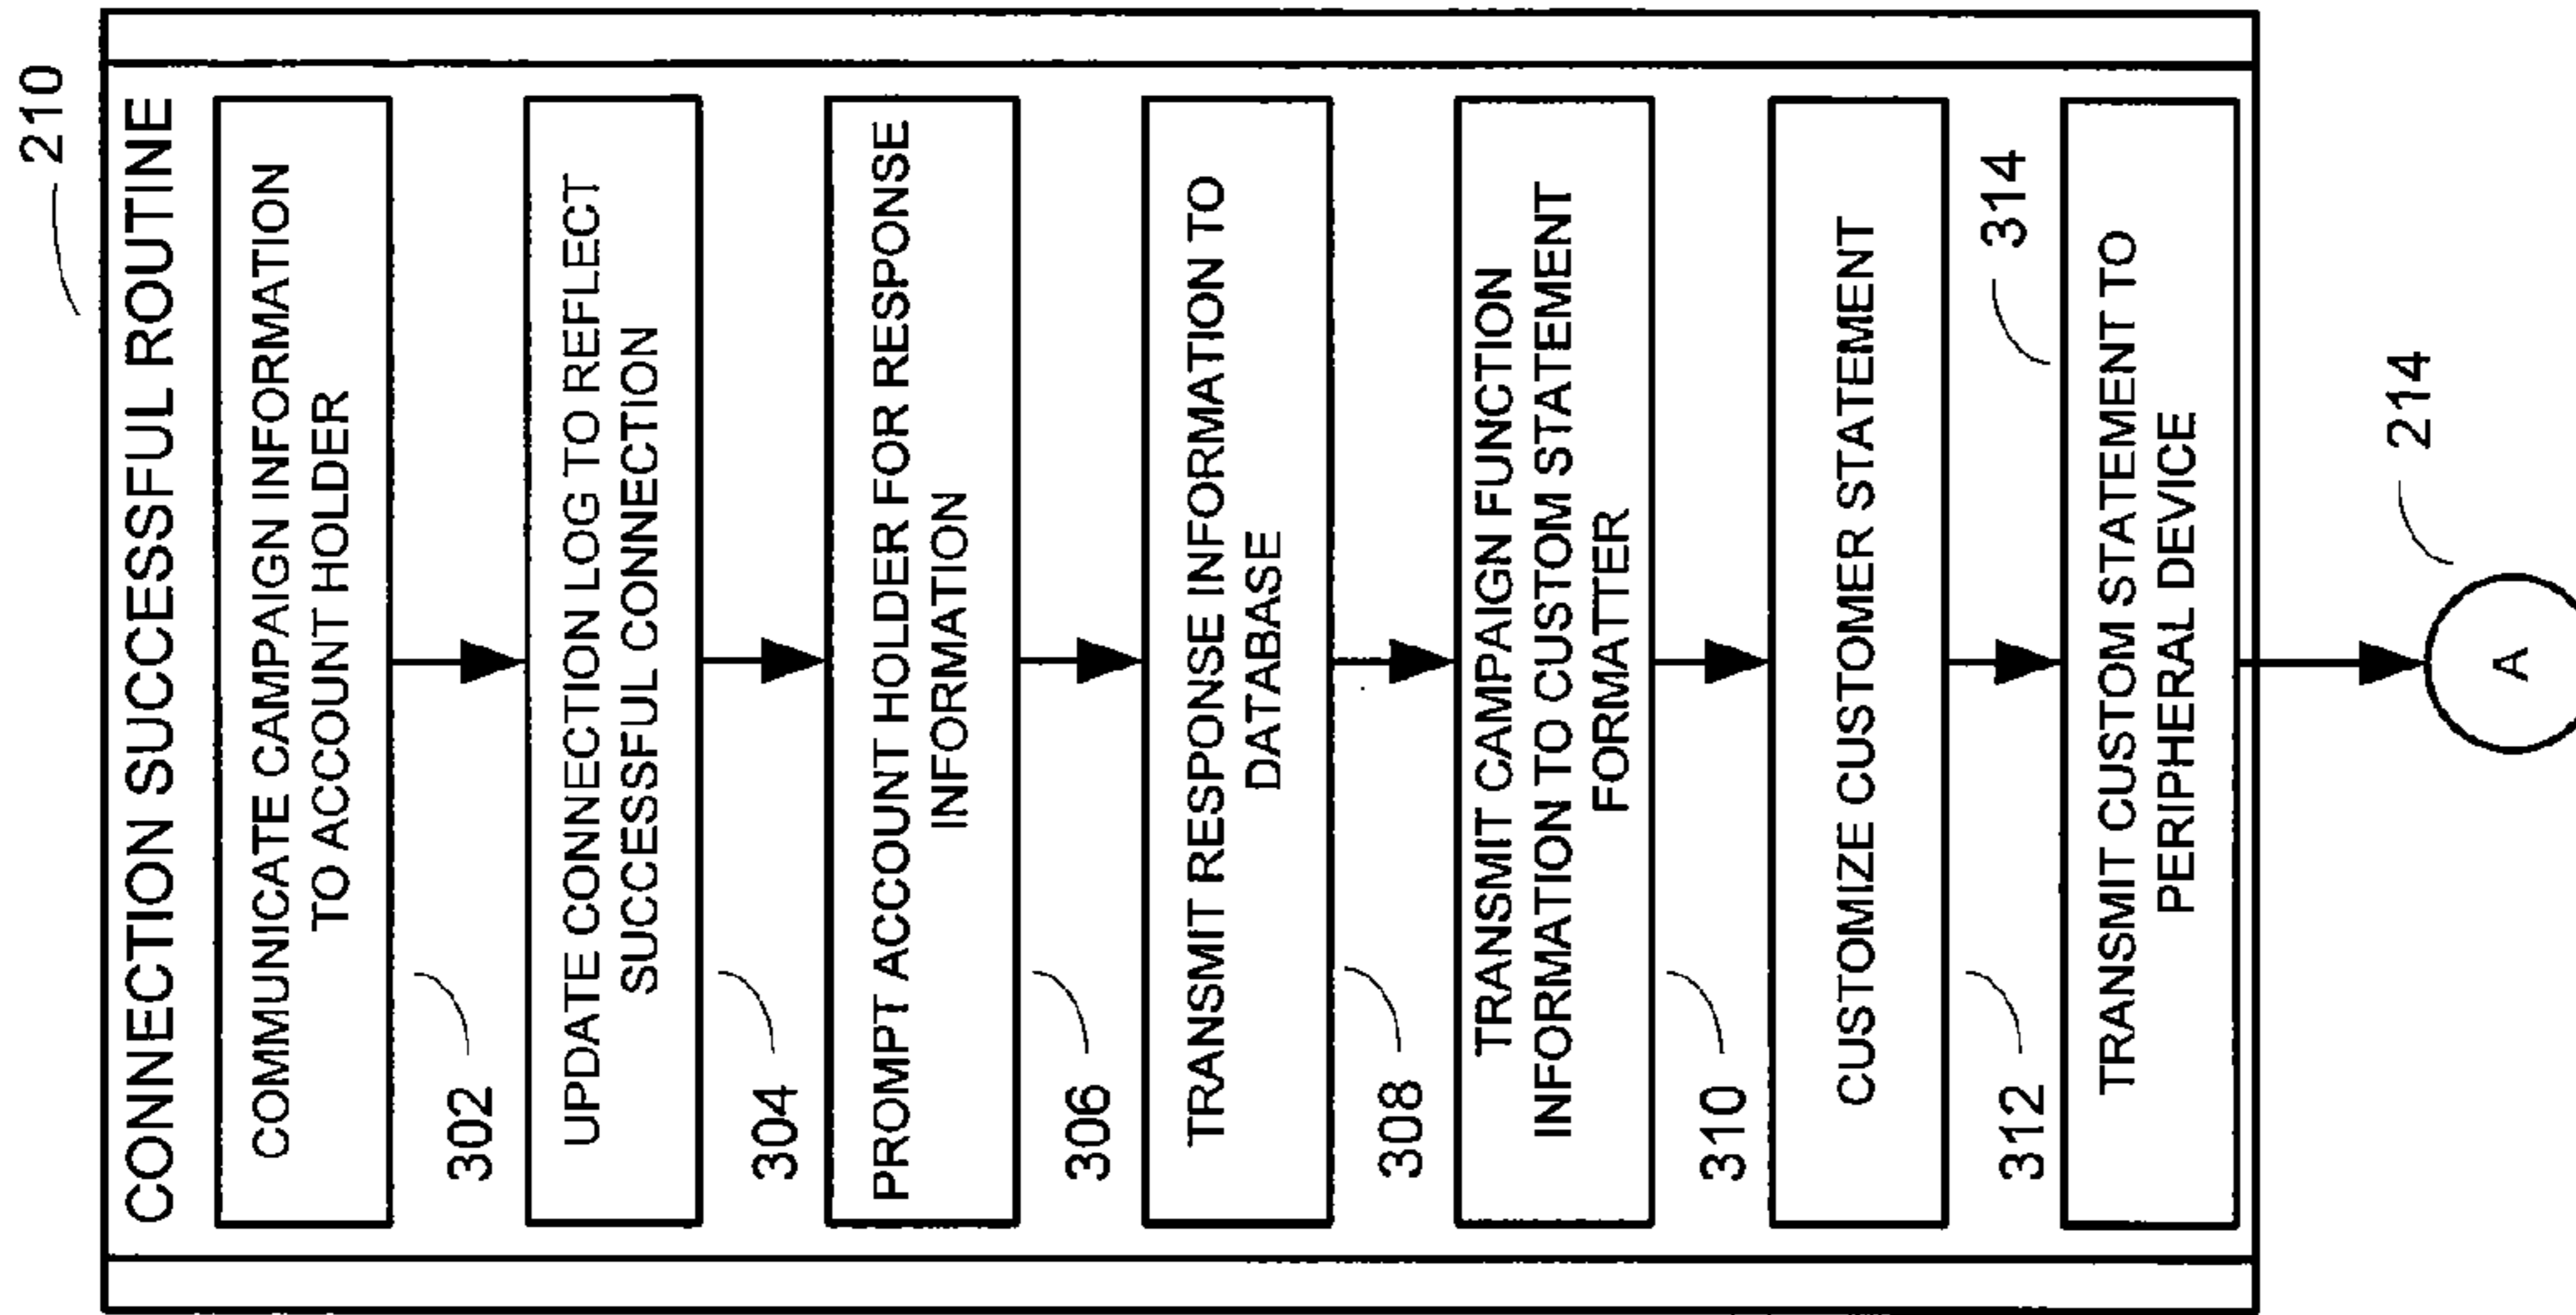 210
CONNECTION SUCCESSFUL ROUTINE
COMMUNICATE CAMPAIGN INFORMATION
TO ACCOUNT HOLDER
302
UPDATE CONNECTION LOG TO REFLECT
SUCCESSFUL CONNECTION
304
PROMPT ACCOUNT HOLDER FOR RESPONSE
INFORMATION
306
TRANSMIT RESPONSE INFORMATION TO
DATABASE
308
TRANSMIT CAMPAIGN FUNCTION
INFORMATION TO CUSTOM STATEMENT
FORMATTER
310
CUSTOMIZE CUSTOMER STATEMENT
312
314
TRANSMIT CUSTOM STATEMENT TO
PERIPHERAL DEVICE
214
A